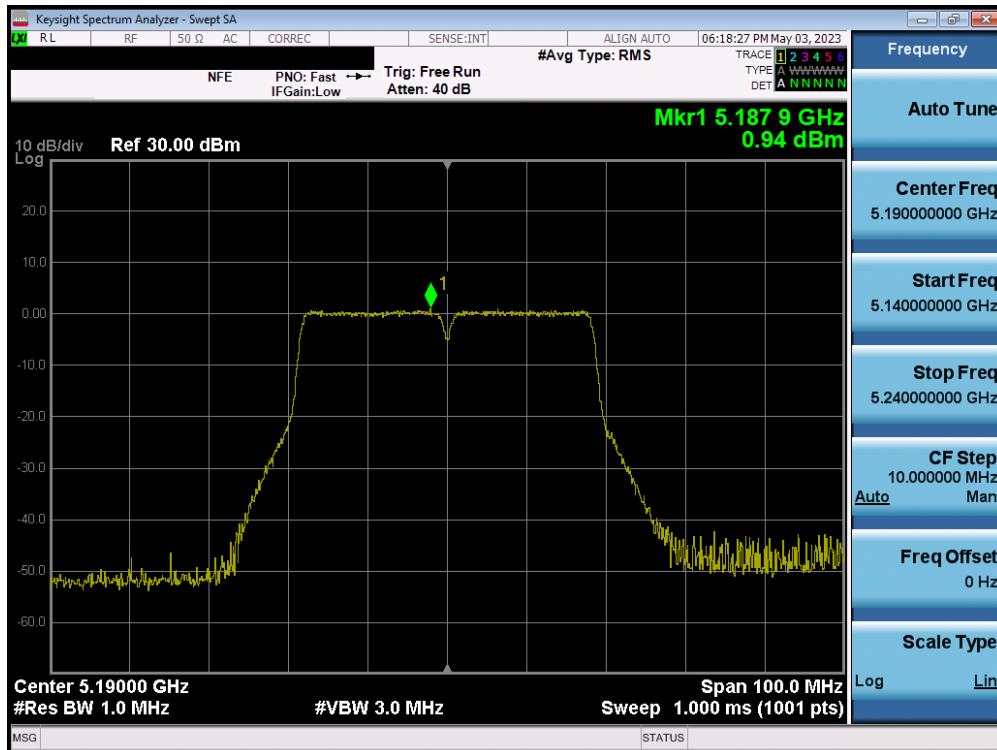 Keysight Spectrum Analyzer - Swept SA
LXI RL RF 50 Ω AC CORREC SENSE:INT ALIGN AUTO 06:18:27 PM May 03, 2023
#Avg Type: RMS
TRACE 1 2 3 4 5 6
TYPE A WWWWW
DET A N N N N N
NFE PNO: Fast Trig: Free Run
IFGain:Low Atten: 40 dB
Mkr1 5.187 9 GHz
0.94 dBm
10 dB/div Ref 30.00 dBm
Log
1
20.0
10.0
0.00
-10.0
-20.0
-30.0
-40.0
-50.0
-60.0
Center 5.19000 GHz Span 100.0 MHz
#Res BW 1.0 MHz #VBW 3.0 MHz Sweep 1.000 ms (1001 pts)
MSG STATUS
Frequency
Auto Tune
Center Freq
5.190000000 GHz
Start Freq
5.140000000 GHz
Stop Freq
5.240000000 GHz
CF Step
10.000000 MHz
Auto Man
Freq Offset
0 Hz
Scale Type
Log Lin